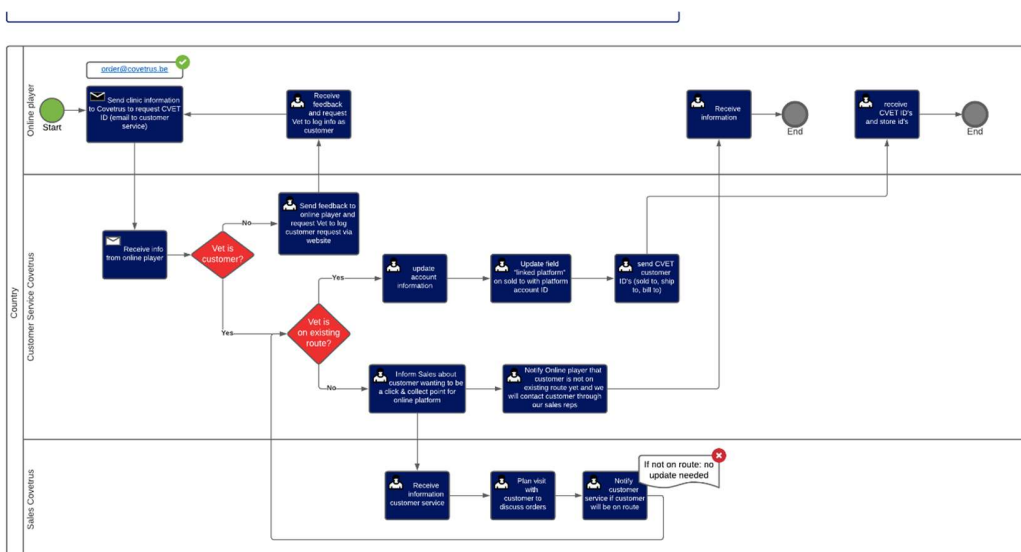 order@covetrus.be
Online player
Start
Send clinic information
to Covetrus to request CVET
ID (email to customer
service)
Receive
feedback
and request
Vet to log info as
customer
Receive
information
End
receive
CVET ID's
and store id's
End
Country
Customer Service Covetrus
Receive info
from online player
Vet is
customer?
No
Yes
Send feedback to
online player and
request Vet to log
customer request via
website
Vet is
on existing
route?
Yes
No
update
account
information
Update field
"linked platform"
on sold to with platform
account ID
send CVET
customer
ID's (sold to, ship
to, bill to)
Inform Sales about
customer wanting to be
a click & collect point for
online platform
Notify Online player that
customer is not on
existing route yet and we
will contact customer through
our sales reps
Sales Covetrus
Receive
information
customer service
Plan visit
with
customer to
discuss orders
Notify
customer
service if customer
will be on route
If not on route: no
update needed